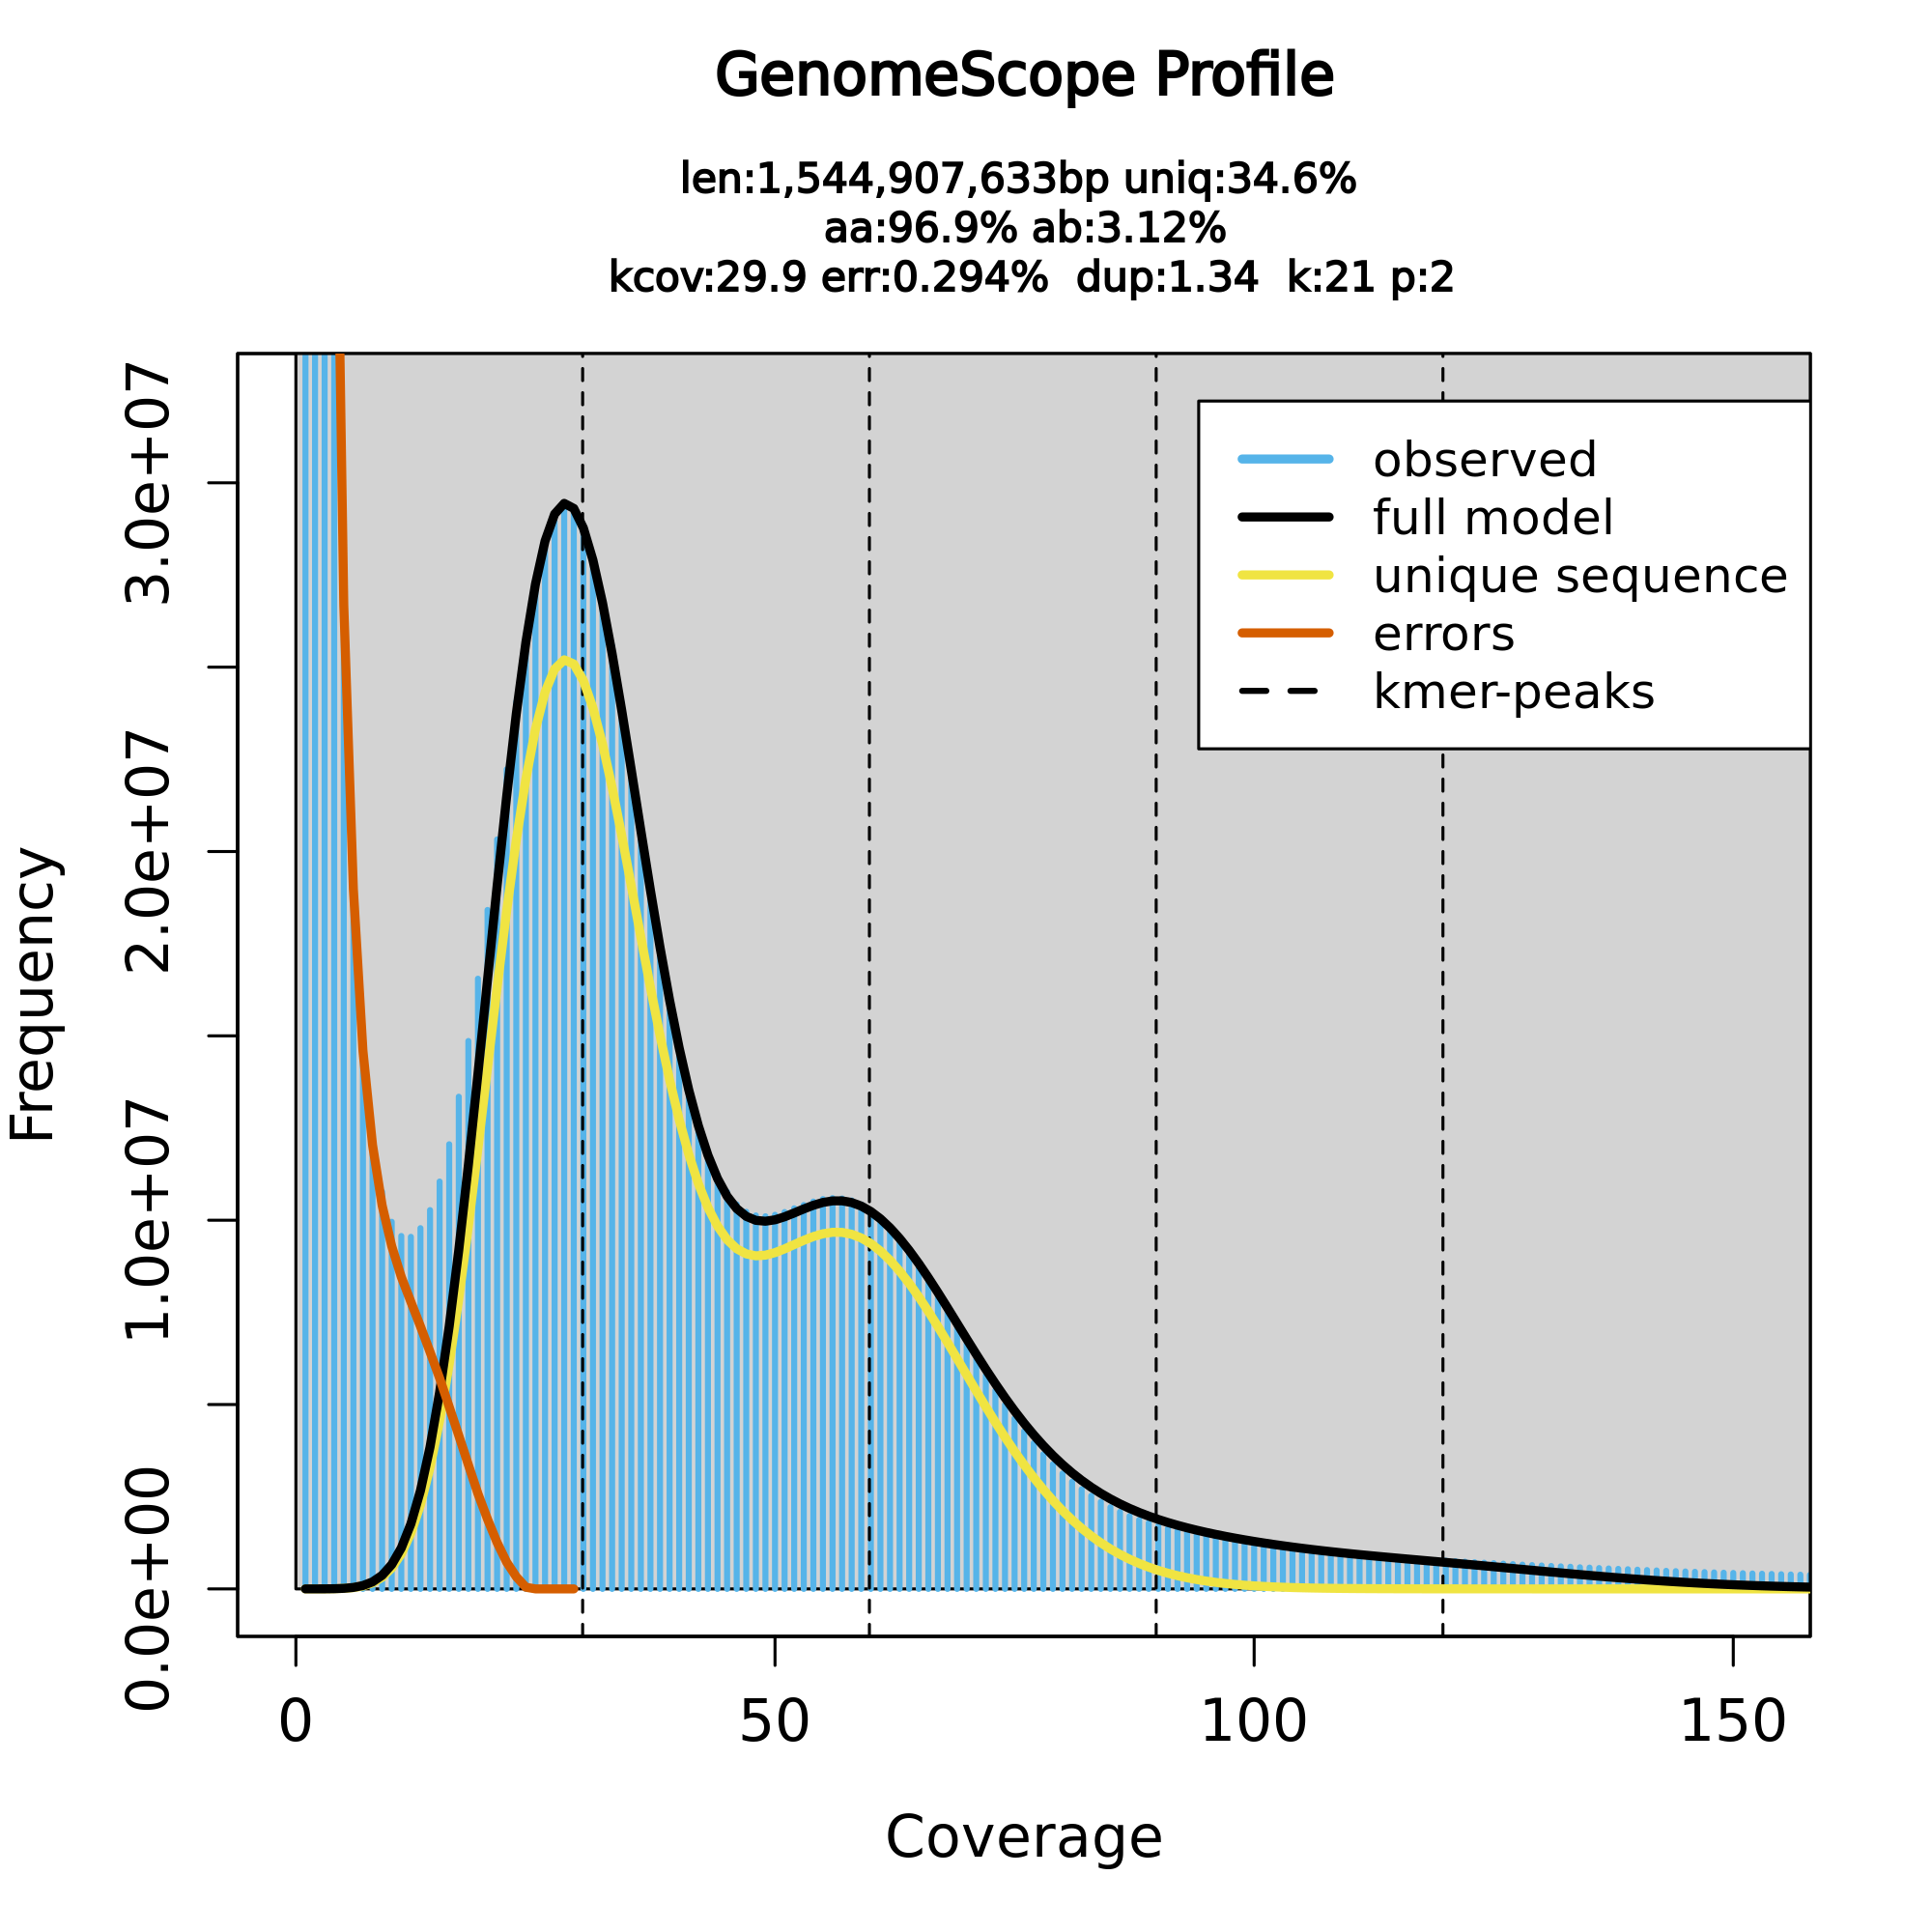 GenomeScope Profile
len:1,544,907,633bp uniq:34.6%
aa:96.9% ab:3.12%
kcov:29.9 err:0.294% dup:1.34 k:21 p:2
observed
full model
unique sequence
errors
kmer-peaks
Frequency
3.0e+07
2.0e+07
1.0e+07
0.0e+00
0 50 100 150
Coverage